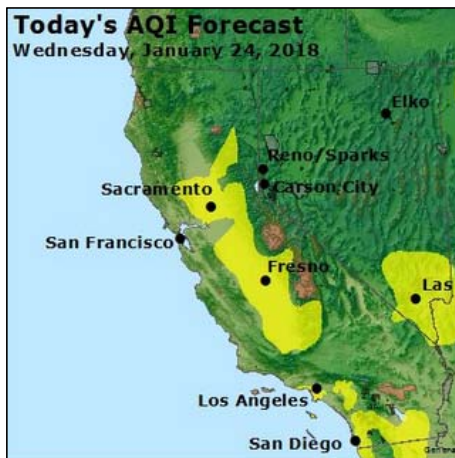 Today's AQI Forecast
Wednesday, January 24, 2018
Elko
Reno/Sparks
Carson City
Sacramento
San Francisco
Fresno
Las
Los Angeles
San Diego